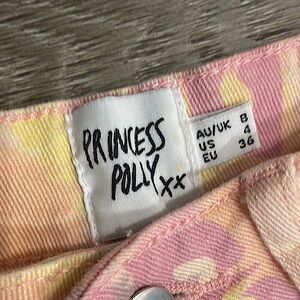 PRINCESS
POLLY xx
AU/UK 8
US 4
EU 36